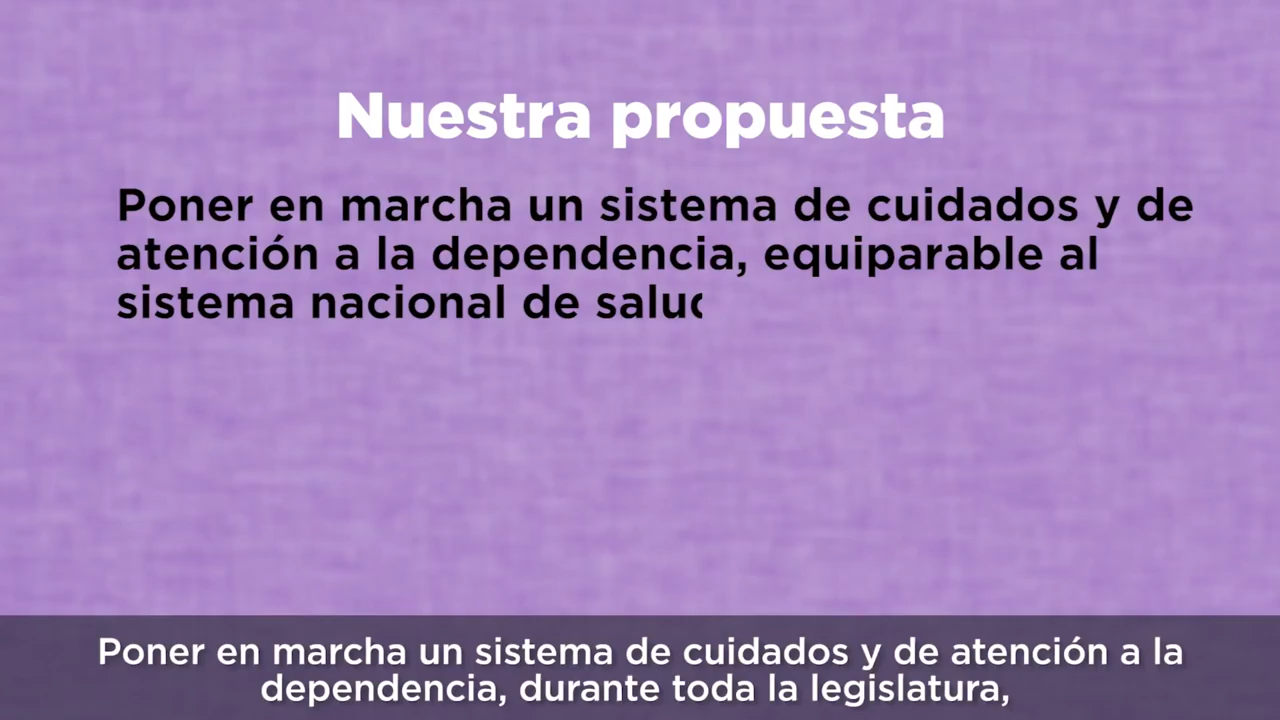 Nuestra propuesta
Poner en marcha un sistema de cuidados y de
atención a la dependencia, equiparable al
sistema nacional de
Poner en marcha un sistema de cuidados y de atención a la
dependencia, durante toda la legislatura,